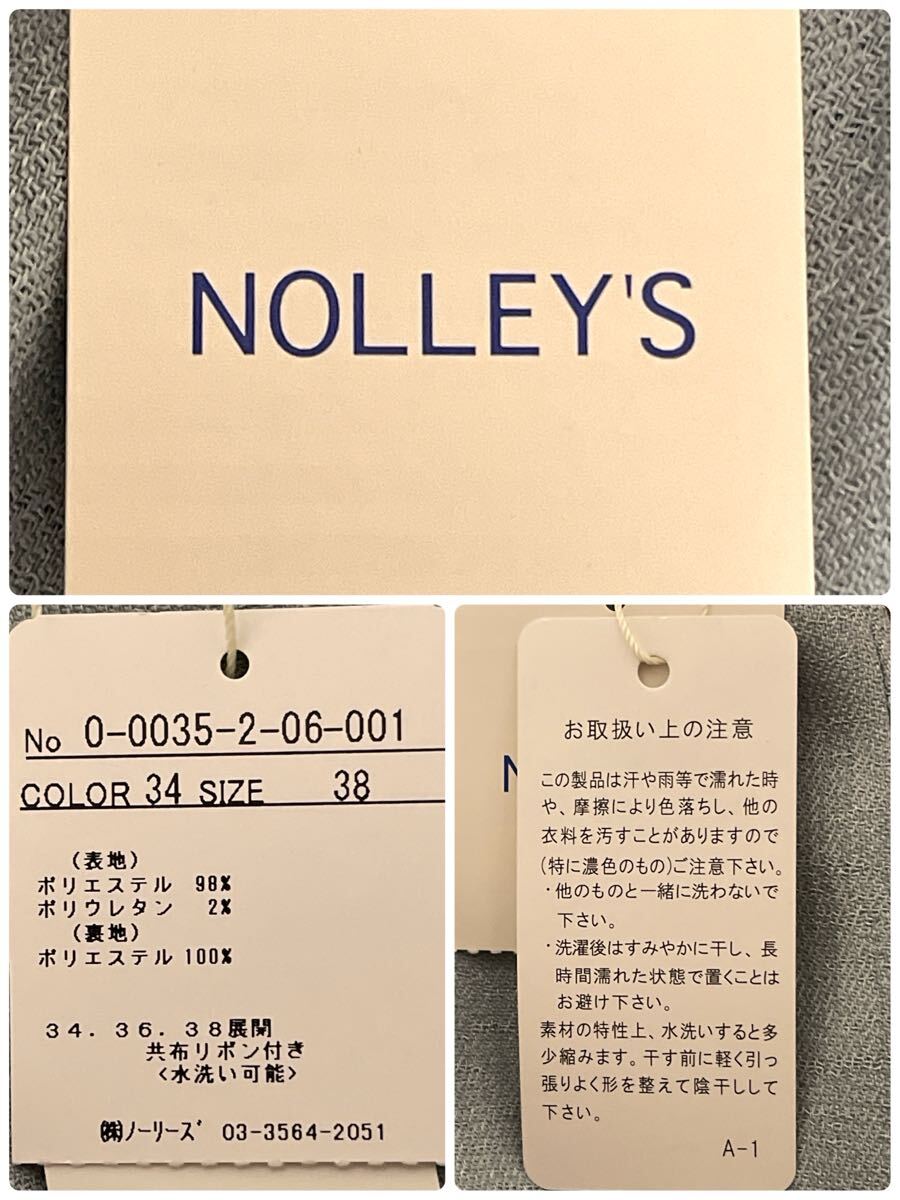 NOLLEY'S
No 0-0035-2-06-001
COLOR 34 SIZE 38
(表地)
ポリエステル 98%
ポリウレタン 2%
(裏地)
ポリエステル 100%
34．36．38展開
共布リボン付き
<水洗い可能>
㈱ノーリーズ 03-3564-2051
N
お取扱い上の注意
この製品は汗や雨等で濡れた時
や、摩擦により色落ちし、他の
衣料を汚すことがありますので
(特に濃色のもの)ご注意下さい。
・他のものと一緒に洗わないで
下さい。
・洗濯後はすみやかに干し、長
時間濡れた状態で置くことは
お避け下さい。
素材の特性上、水洗いすると多
少縮みます。干す前に軽く引っ
張りよく形を整えて陰干しして
下さい。
A-1